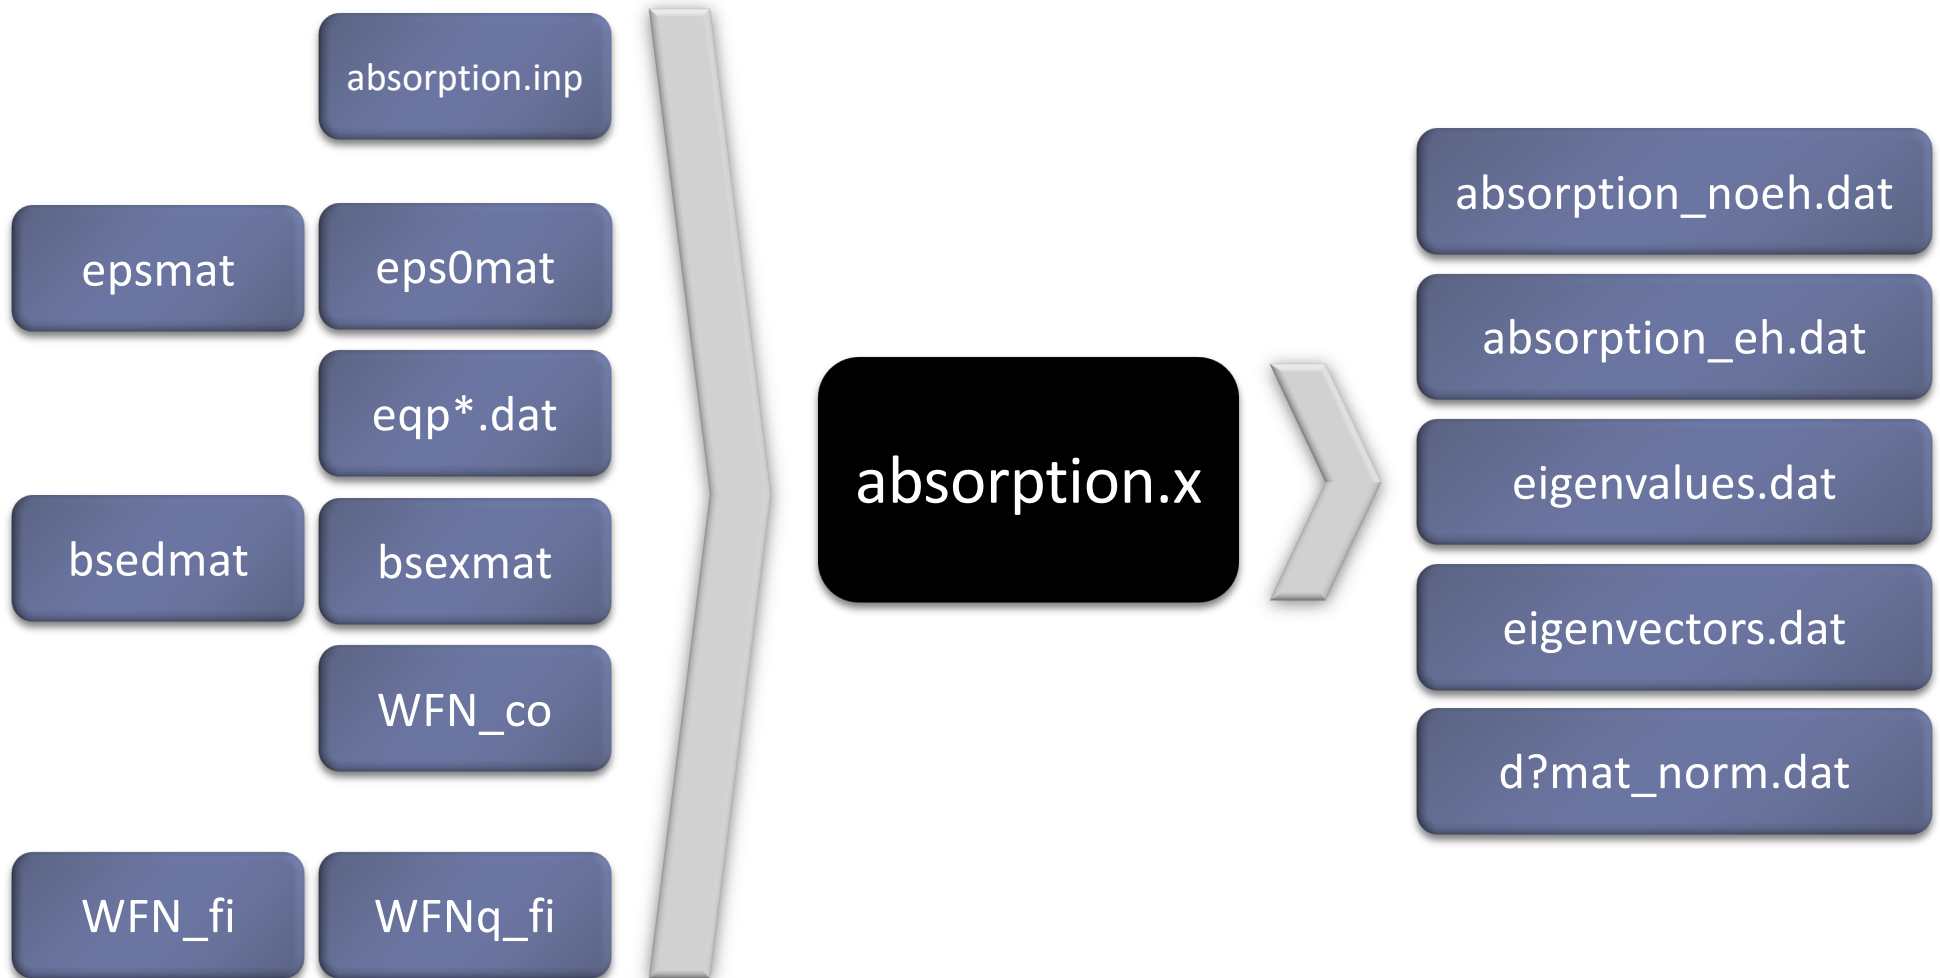 absorption.inp
epsmat
eps0mat
eqp*.dat
bsedmat
bsexmat
WFN_co
WFN_fi
WFNq_fi
absorption.x
absorption_noeh.dat
absorption_eh.dat
eigenvalues.dat
eigenvectors.dat
d?mat_norm.dat